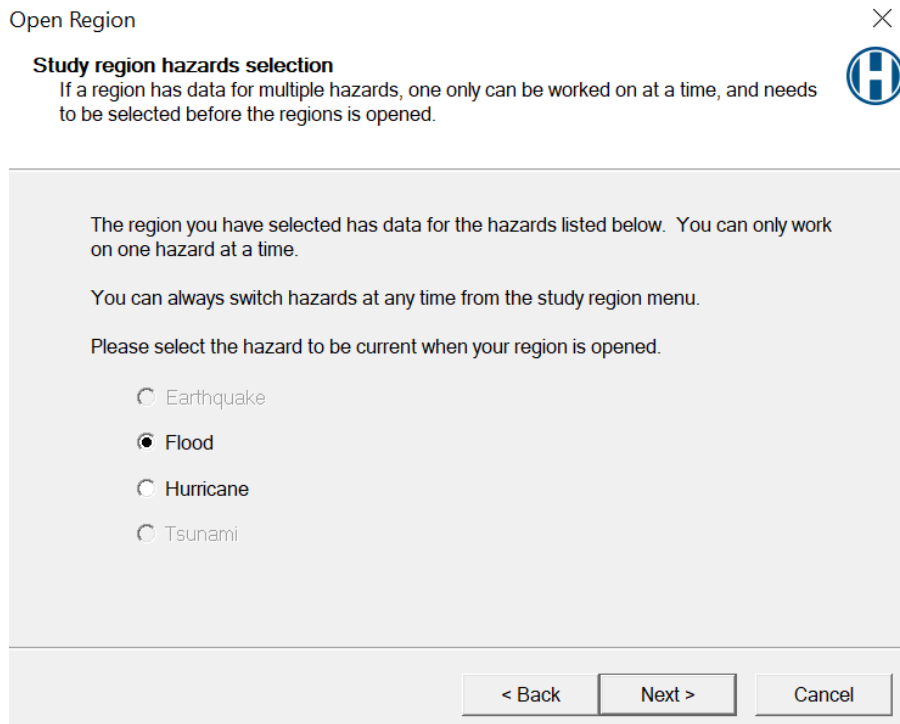 Open Region
Study region hazards selection
If a region has data for multiple hazards, one only can be worked on at a time, and needs
to be selected before the regions is opened.
The region you have selected has data for the hazards listed below.  You can only work
on one hazard at a time.
You can always switch hazards at any time from the study region menu.
Please select the hazard to be current when your region is opened.
Earthquake
Flood
Hurricane
Tsunami
< Back
Next >
Cancel